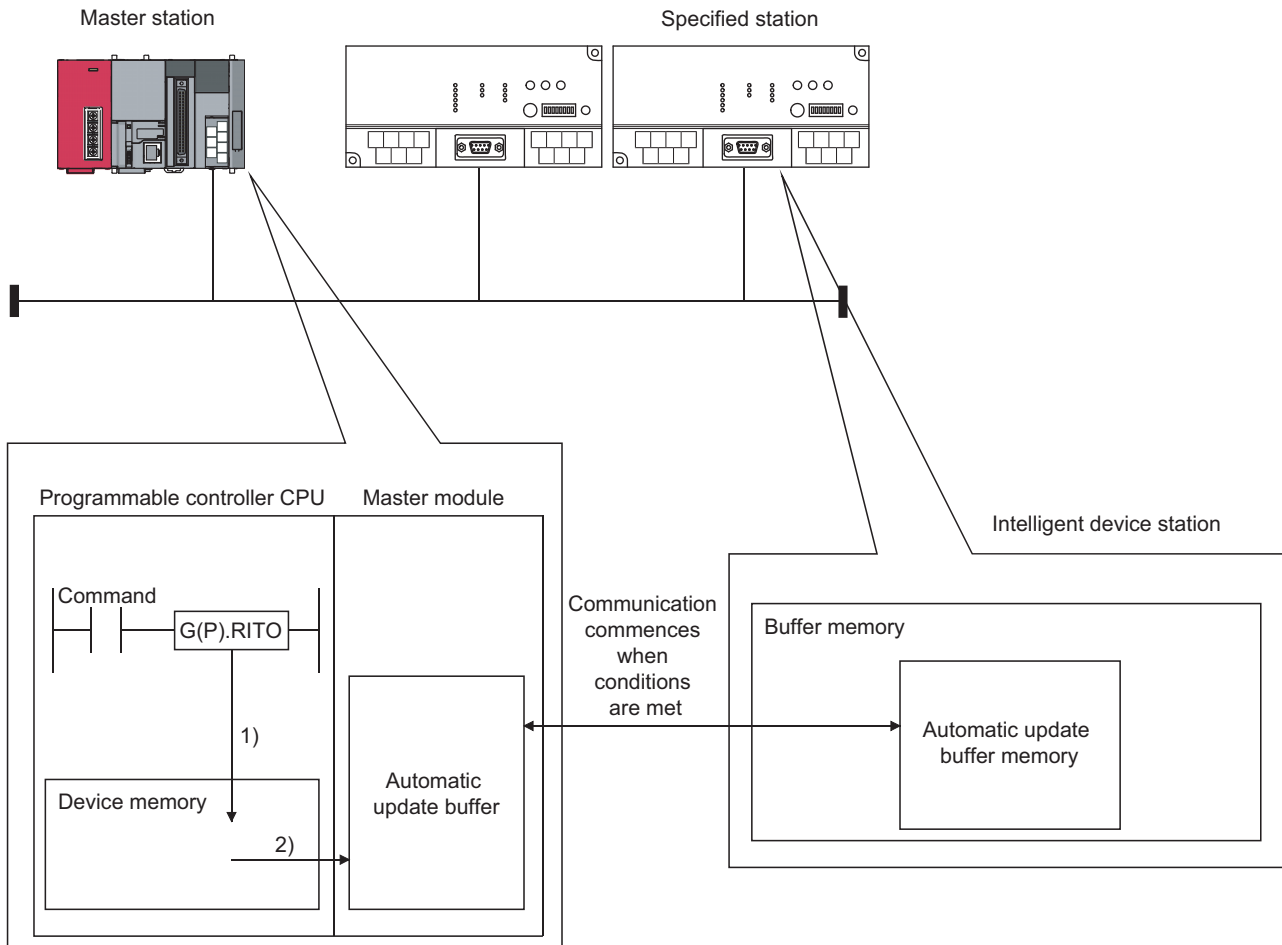 Master station
Specified station
Programmable controller CPU
Master module
Command
G(P).RITO
1)
Device memory
2)
Automatic
update buffer
Communication
commences
when
conditions
are met
Intelligent device station
Buffer memory
Automatic update
buffer memory